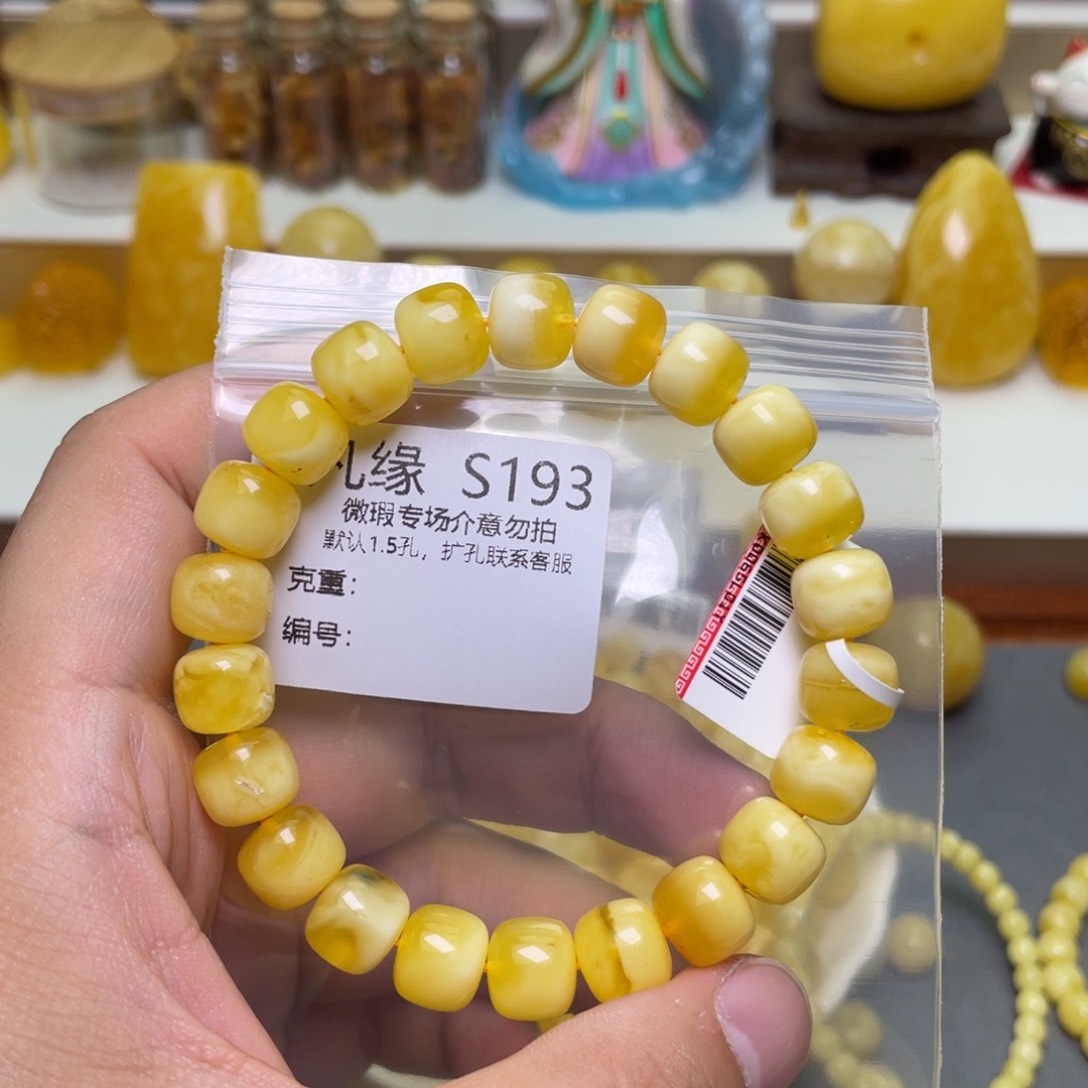 缘 S193
微瑕专场介意勿拍
默认1.5孔，扩孔联系客服
克重：
编号：